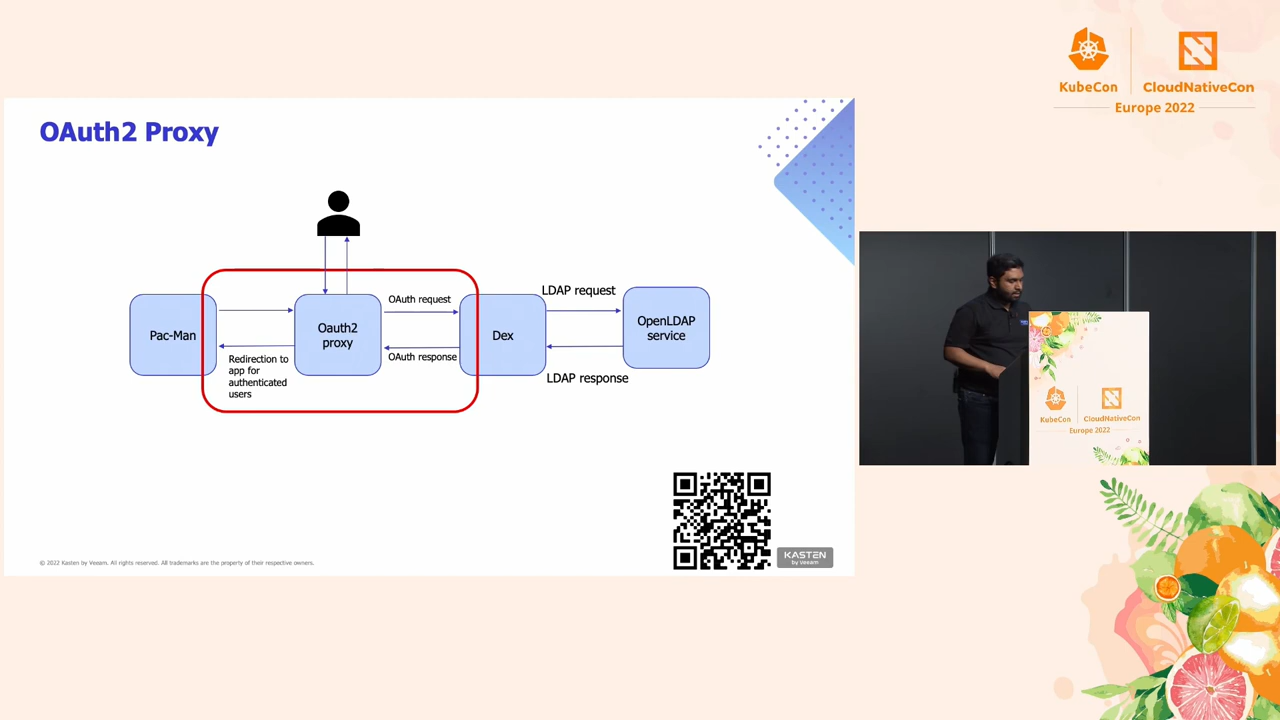 KubeCon
CloudNativeCon
Europe 2022
OAuth2 Proxy
Pac-Man
Redirection to
app for
authenticated
users
Oauth2
proxy
OAuth request
OAuth response
Dex
LDAP request
LDAP response
OpenLDAP
service
© 2022 Kasten by Veeam. All rights reserved. All trademarks are the property of their respective owners.
KASTEN
by Veeam
KubeCon
CloudNativeCon
Europe 2022